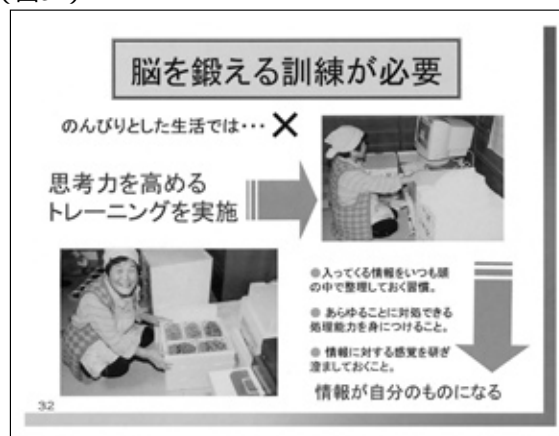 脳を鍛える訓練が必要
のんびりとした生活では・・・ ×
思考力を高める
トレーニングを実施
◎入ってくる情報をいつも頭
の中で整理しておく習慣。
◎ あらゆることに対処できる
処理能力を身につけること。
◎ 情報に対する感覚を研ぎ
澄ましておくこと。
情報が自分のものになる
32